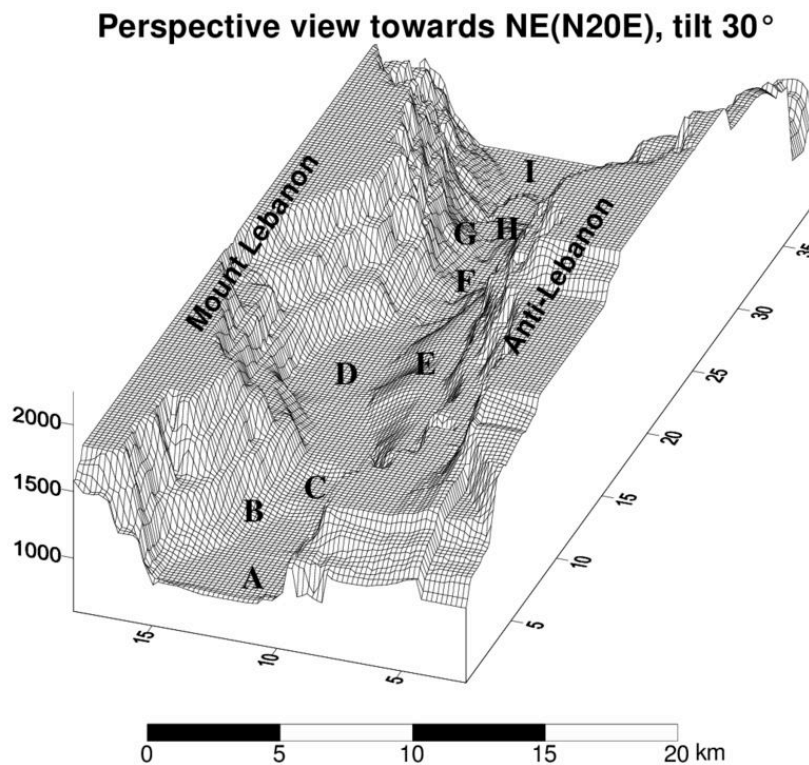 Perspective view towards NE(N20E), tilt 30°
I
Mount Lebanon
G H
Anti-Lebanon
35
F
30
D E
25
2000
20
1500
C
B
15
1000
10
A
5
15
10
5
0 5 10 15 20 km